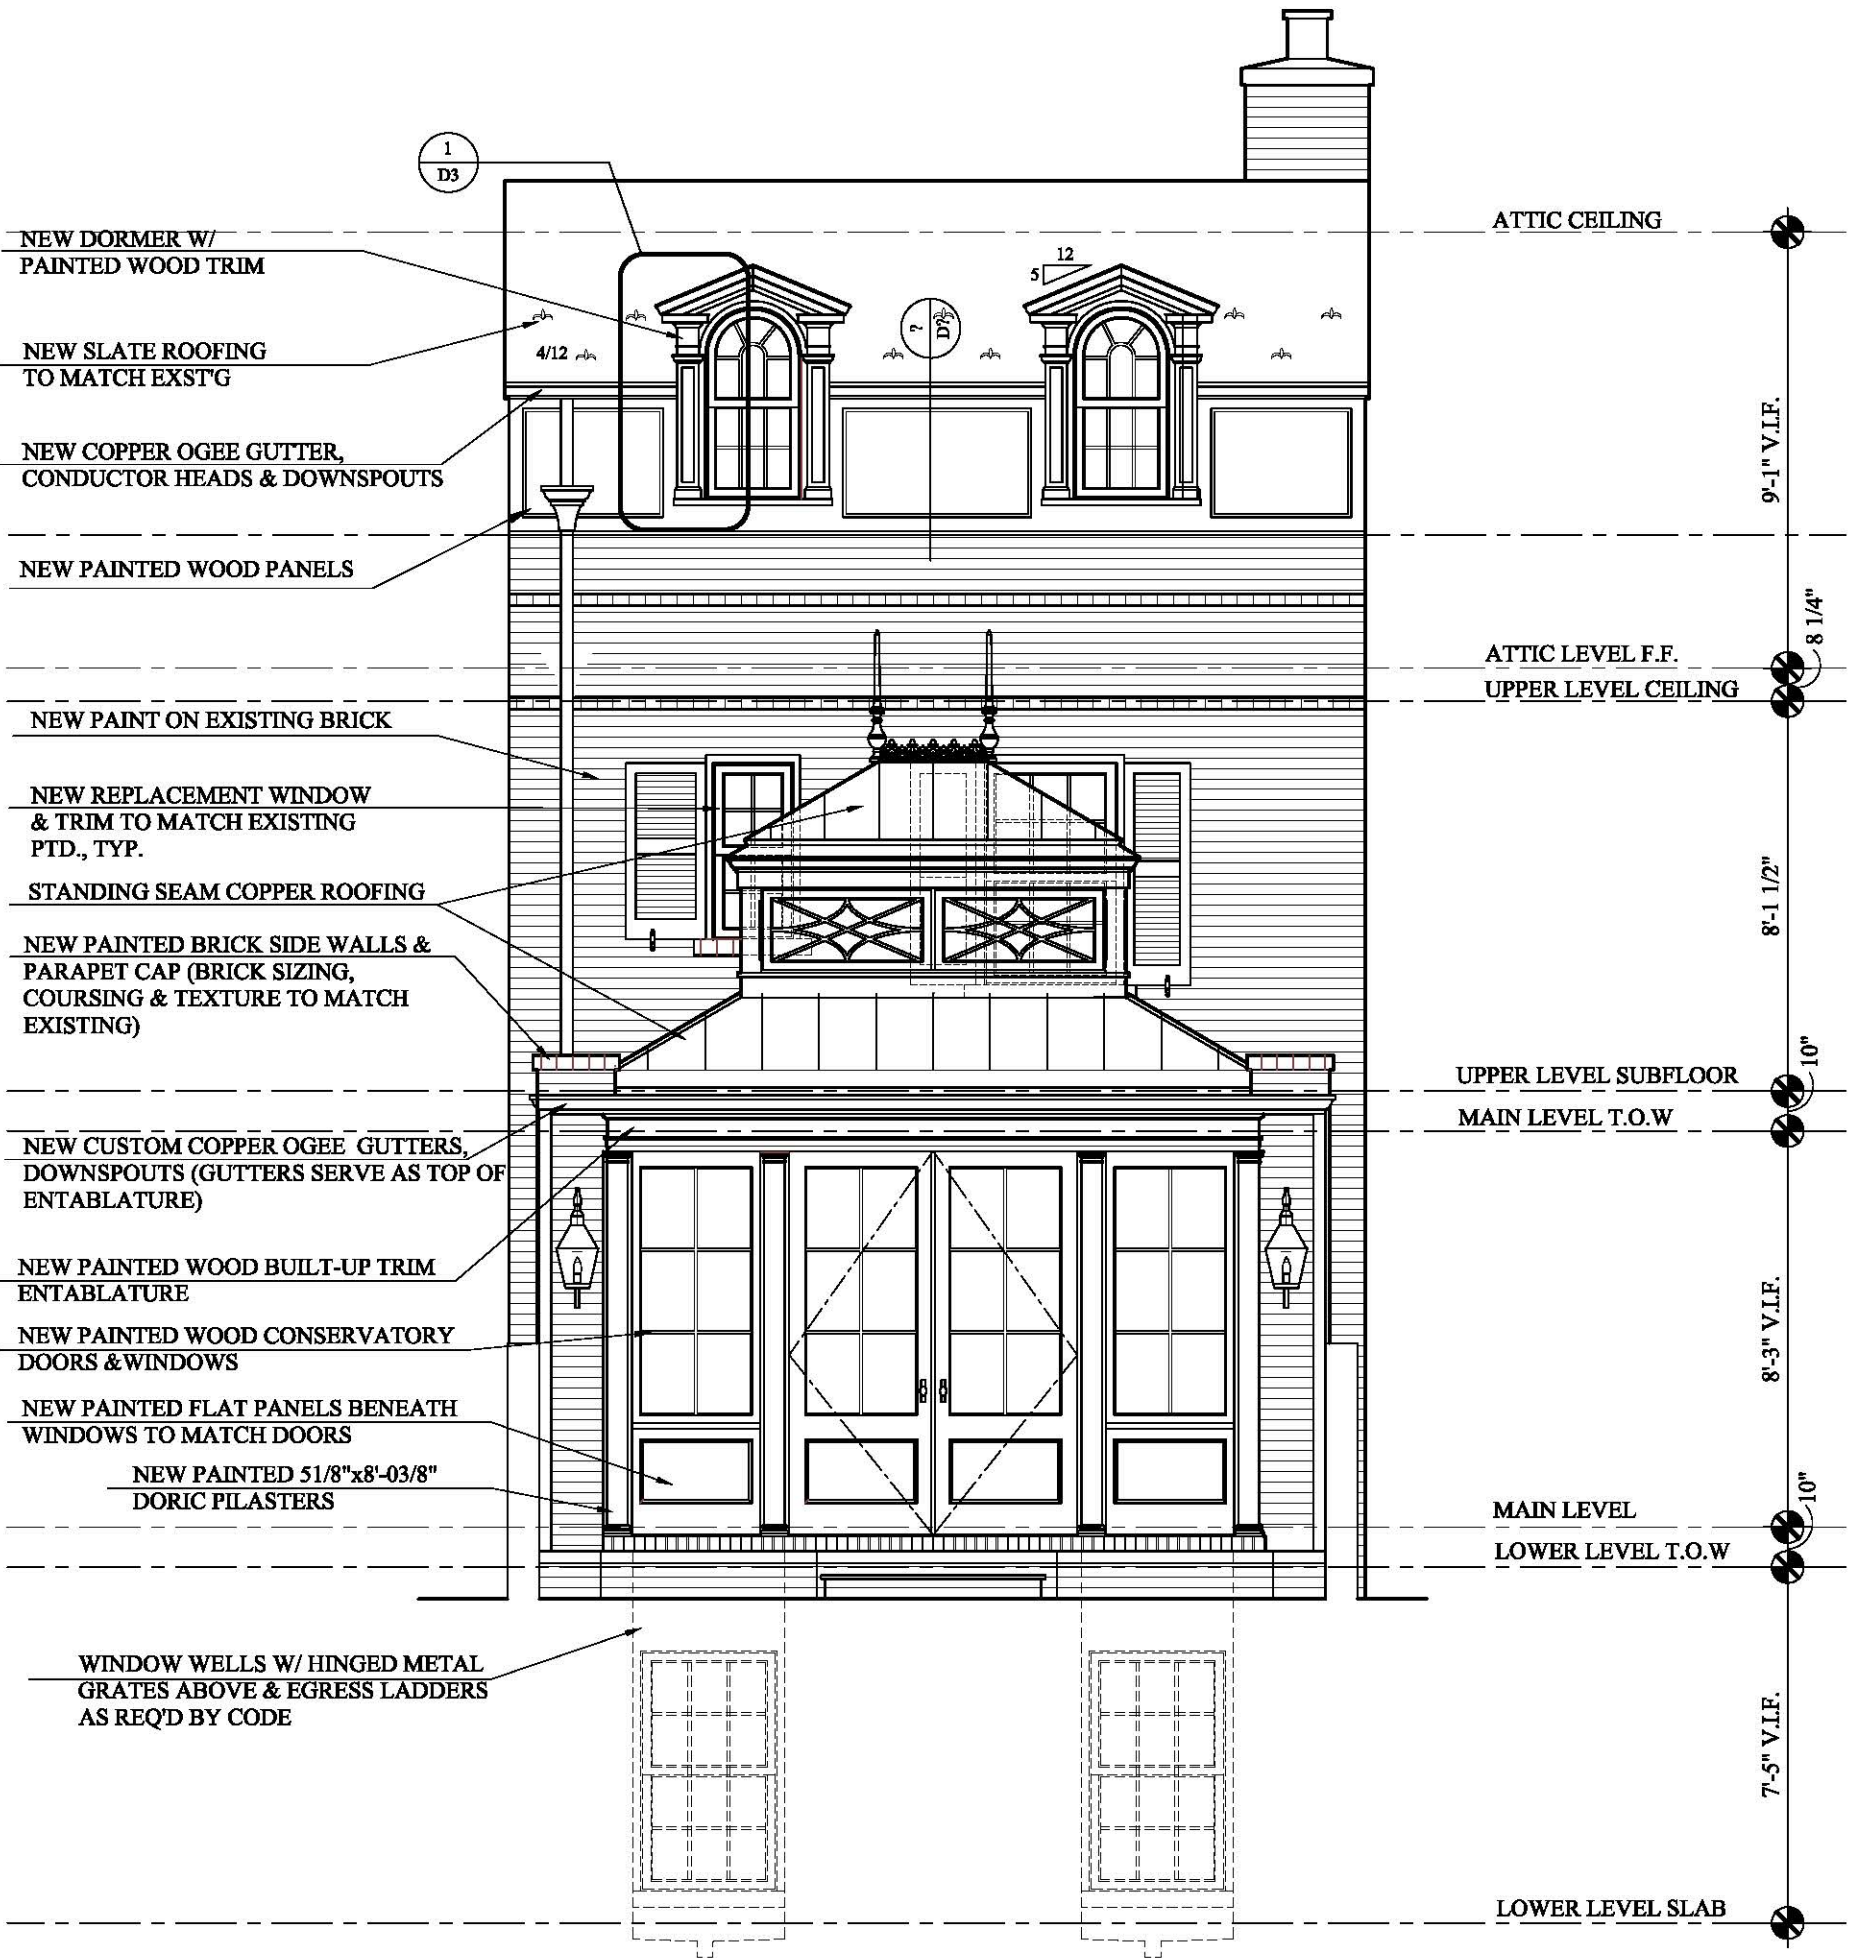 1
D3
ATTIC CEILING
NEW DORMER W/
PAINTED WOOD TRIM
12
5
?
D?
NEW SLATE ROOFING
TO MATCH EXST'G
4/12
NEW COPPER OGEE GUTTER,
CONDUCTOR HEADS & DOWNSPOUTS
9'-1" V.I.F.
NEW PAINTED WOOD PANELS
8 1/4"
ATTIC LEVEL F.F.
UPPER LEVEL CEILING
NEW PAINT ON EXISTING BRICK
NEW REPLACEMENT WINDOW
& TRIM TO MATCH EXISTING
PTD., TYP.
STANDING SEAM COPPER ROOFING
8'-1 1/2"
NEW PAINTED BRICK SIDE WALLS &
PARAPET CAP (BRICK SIZING,
COURSING & TEXTURE TO MATCH
EXISTING)
10"
UPPER LEVEL SUBFLOOR
MAIN LEVEL T.O.W
NEW CUSTOM COPPER OGEE GUTTERS,
DOWNSPOUTS (GUTTERS SERVE AS TOP OF
ENTABLATURE)
NEW PAINTED WOOD BUILT-UP TRIM
ENTABLATURE
8'-3" V.I.F.
NEW PAINTED WOOD CONSERVATORY
DOORS &WINDOWS
NEW PAINTED FLAT PANELS BENEATH
WINDOWS TO MATCH DOORS
NEW PAINTED 51/8"x8'-03/8"
DORIC PILASTERS
10"
MAIN LEVEL
LOWER LEVEL T.O.W
WINDOW WELLS W/ HINGED METAL
GRATES ABOVE & EGRESS LADDERS
AS REQ'D BY CODE
7'-5" V.I.F.
LOWER LEVEL SLAB